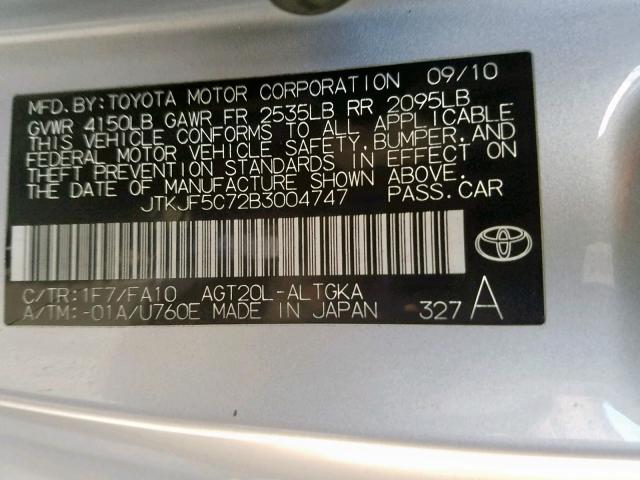 MFD.BY:TOYOTA MOTOR CORPORATION 09/10
GVWR 4150LB GAWR FR 2535LB RR 2095LB
THIS VEHICLE CONFORMS TO ALL APPLICABLE
FEDERAL MOTOR VEHICLE SAFETY,BUMPER,AND
THEFT PREVENTION STANDARDS IN EFFECT ON
THE DATE OF MANUFACTURE SHOWN ABOVE.
JTKJF5C72B3004747 PASS.CAR
C/TR:1F7/FA10 AGT20L-ALTGKA
A/TM:-01A/U760E MADE IN JAPAN 327 A